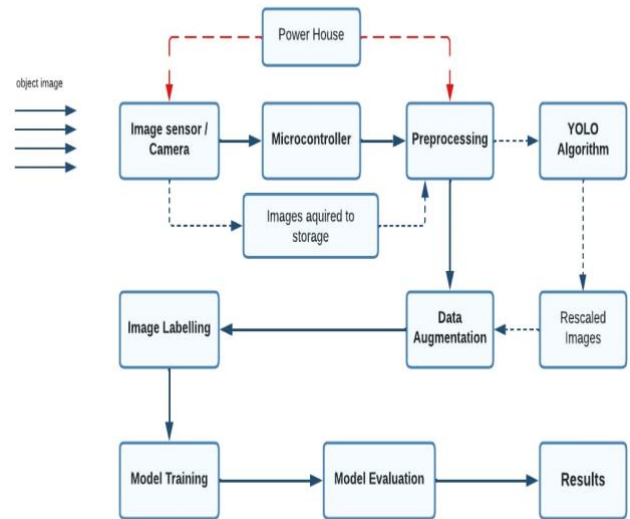 Power House
object image
Image sensor /
Camera
Microcontroller
Preprocessing
YOLO
Algorithm
Images aquired to
storage
Image Labelling
Data
Augmentation
Rescaled
Images
Model Training
Model Evaluation
Results